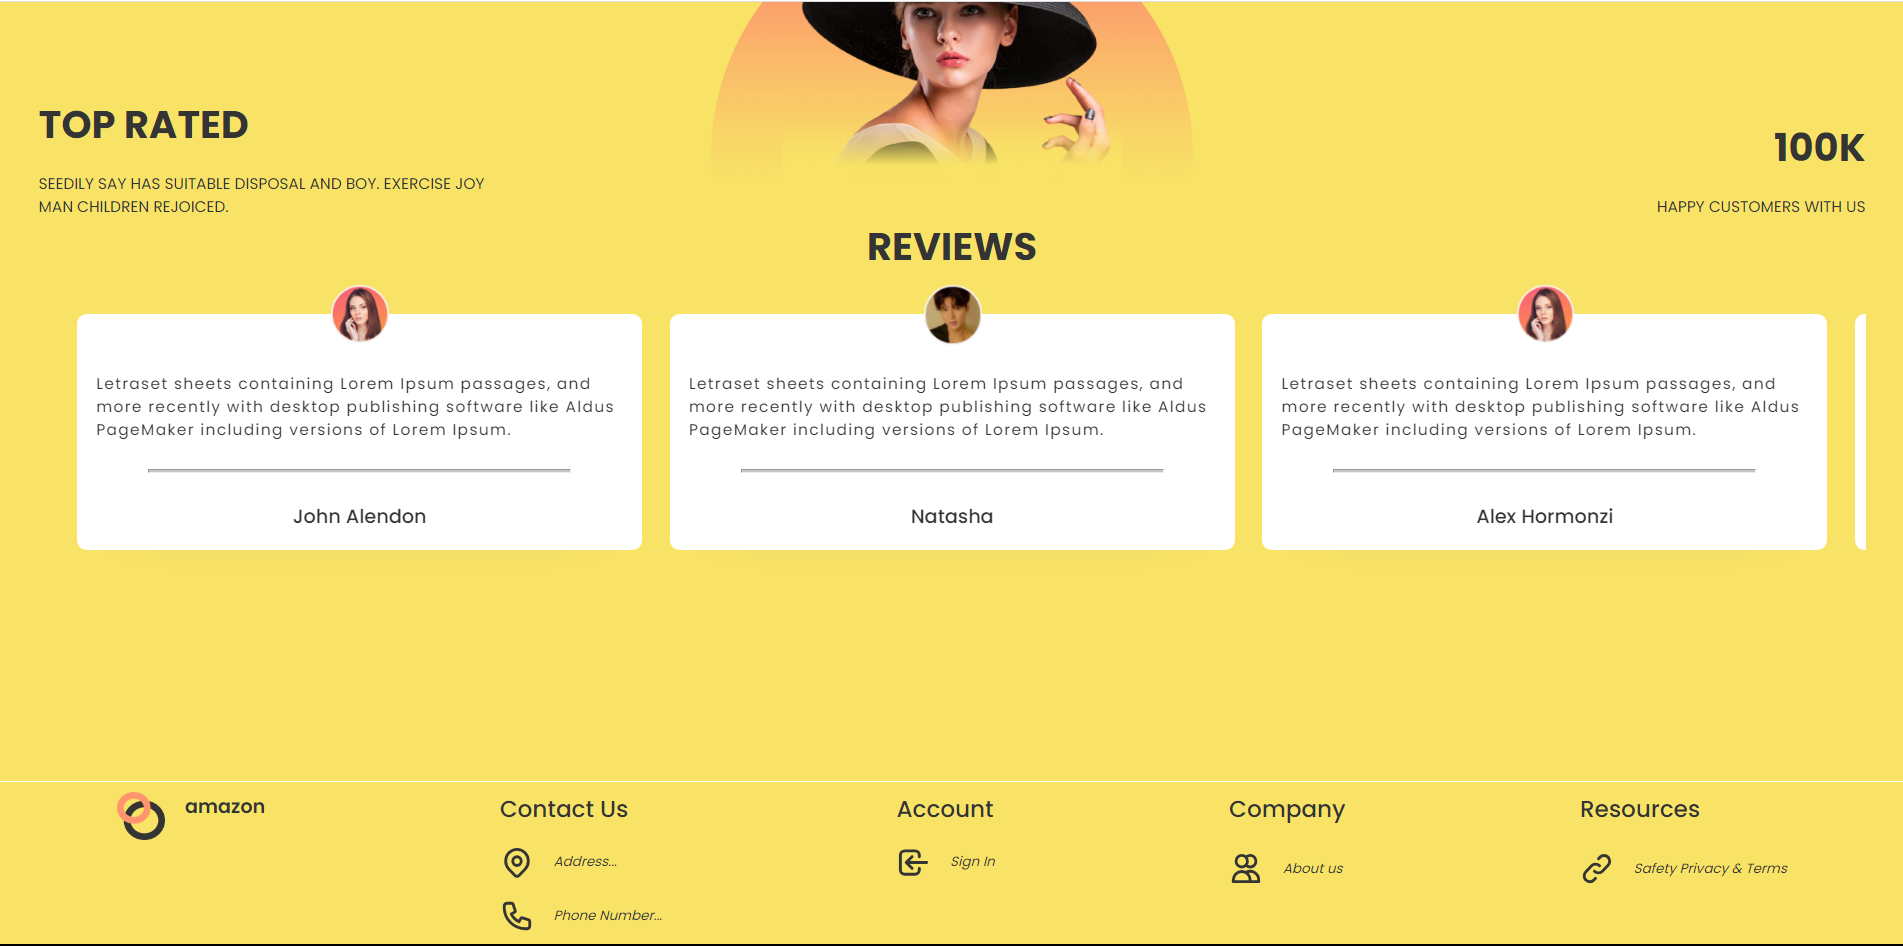 TOP RATED
SEEDILY SAY HAS SUITABLE DISPOSAL AND BOY. EXERCISE JOY
MAN CHILDREN REJOICED.
100K
HAPPY CUSTOMERS WITH US
REVIEWS
Letraset sheets containing Lorem Ipsum passages, and
more recently with desktop publishing software like Aldus
PageMaker including versions of Lorem Ipsum.
John Alendon
Letraset sheets containing Lorem Ipsum passages, and
more recently with desktop publishing software like Aldus
PageMaker including versions of Lorem Ipsum.
Natasha
Letraset sheets containing Lorem Ipsum passages, and
more recently with desktop publishing software like Aldus
PageMaker including versions of Lorem Ipsum.
Alex Hormonzi
amazon
Contact Us
Address...
Phone Number...
Account
Sign In
Company
About us
Resources
Safety Privacy & Terms